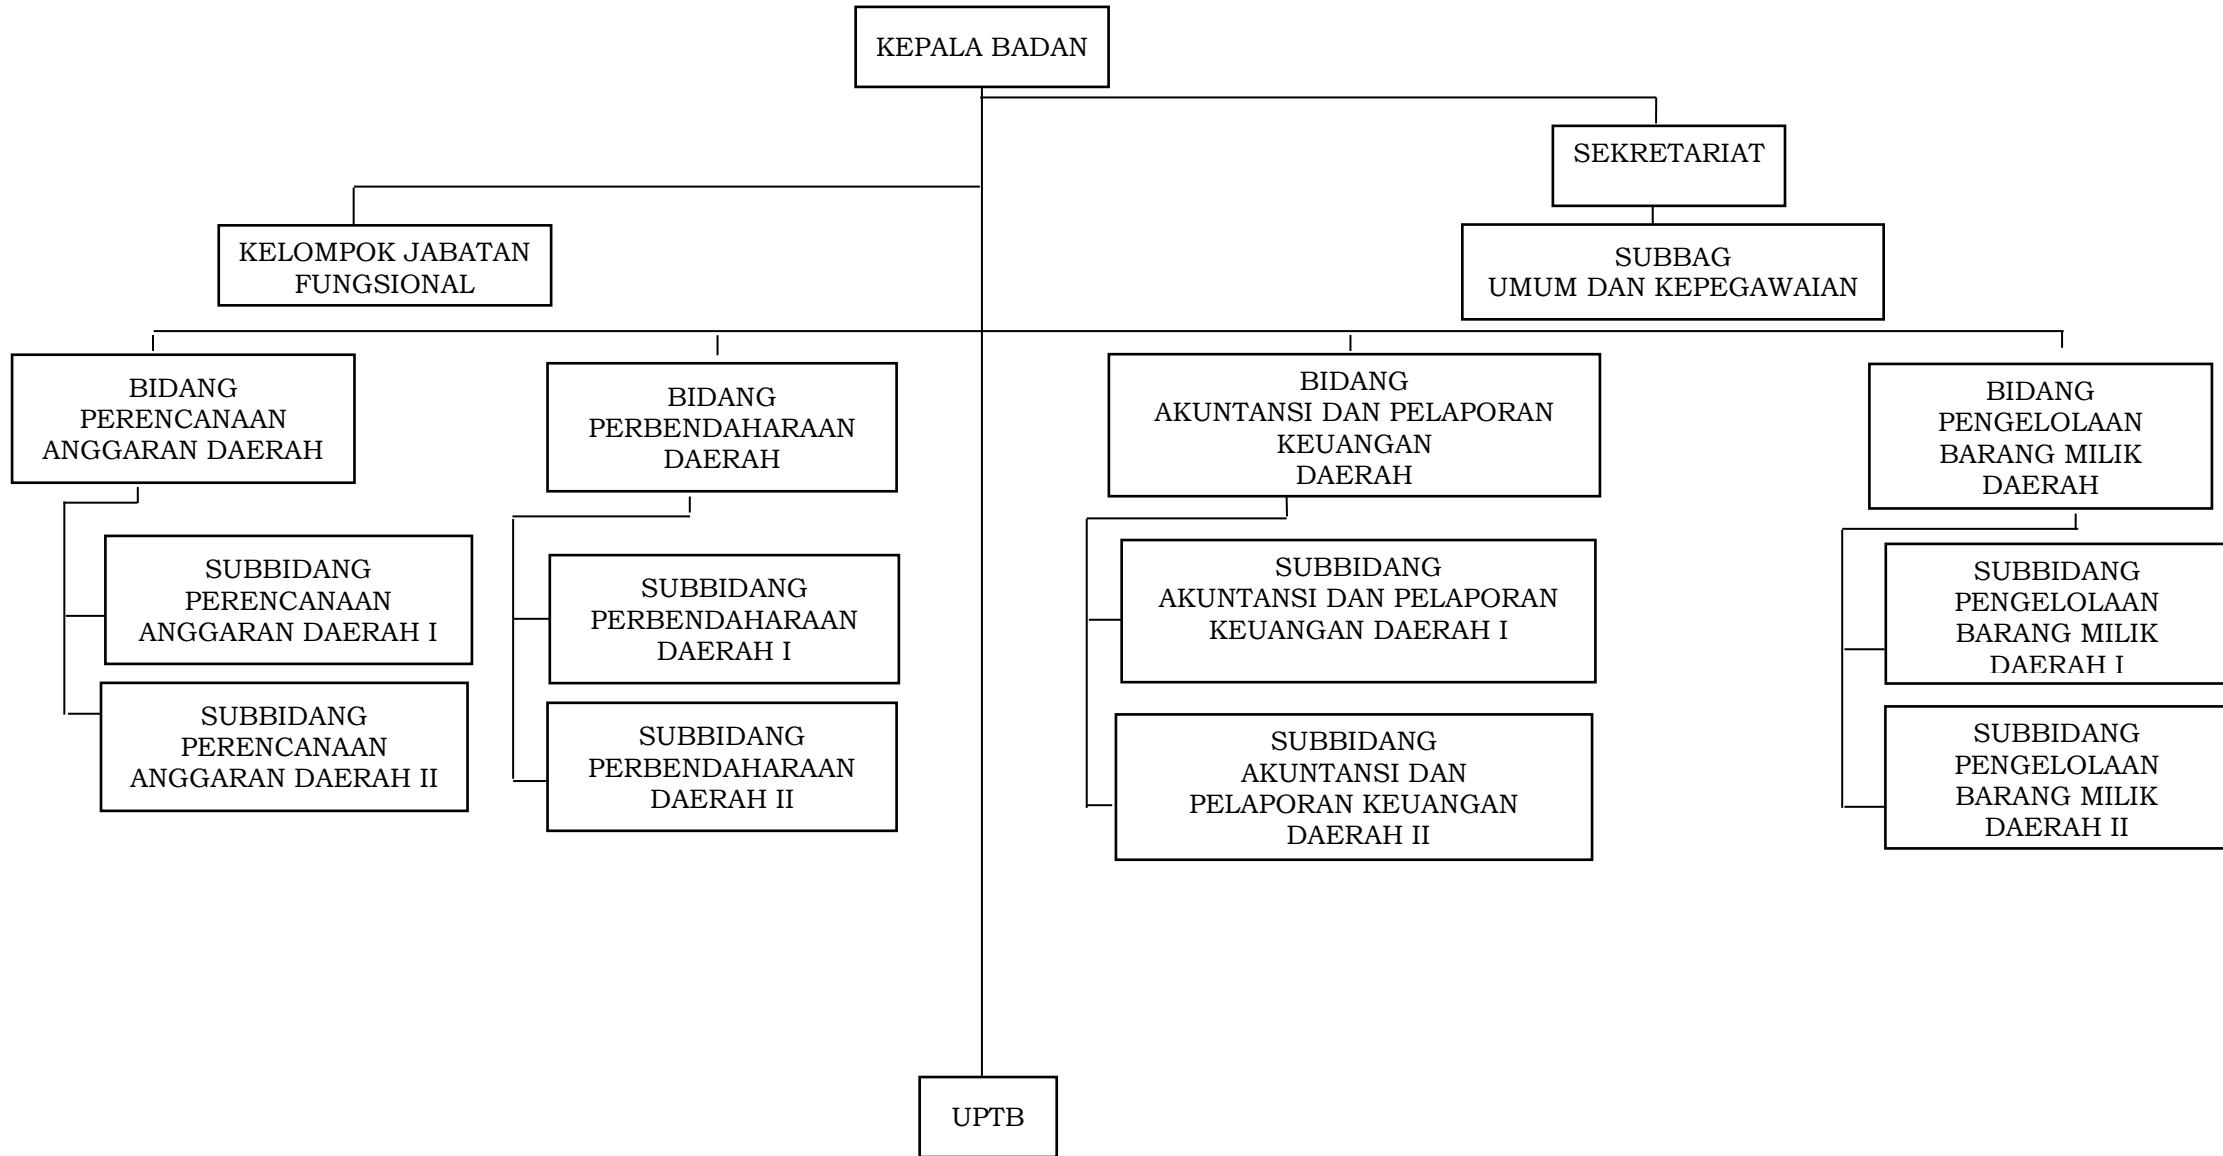 KEPALA BADAN
SEKRETARIAT
KELOMPOK JABATAN
FUNGSIONAL
SUBBAG
UMUM DAN KEPEGAWAIAN
BIDANG
PERENCANAAN
ANGGARAN DAERAH
BIDANG
PERBENDAHARAAN
DAERAH
BIDANG
AKUNTANSI DAN PELAPORAN
KEUANGAN
DAERAH
BIDANG
PENGELOLAAN
BARANG MILIK
DAERAH
SUBBIDANG
PERENCANAAN
ANGGARAN DAERAH I
SUBBIDANG
PERBENDAHARAAN
DAERAH I
SUBBIDANG
AKUNTANSI DAN PELAPORAN
KEUANGAN DAERAH I
SUBBIDANG
PENGELOLAAN
BARANG MILIK
DAERAH I
SUBBIDANG
PERENCANAAN
ANGGARAN DAERAH II
SUBBIDANG
PERBENDAHARAAN
DAERAH II
SUBBIDANG
AKUNTANSI DAN
PELAPORAN KEUANGAN
DAERAH II
SUBBIDANG
PENGELOLAAN
BARANG MILIK
DAERAH II
UPTB